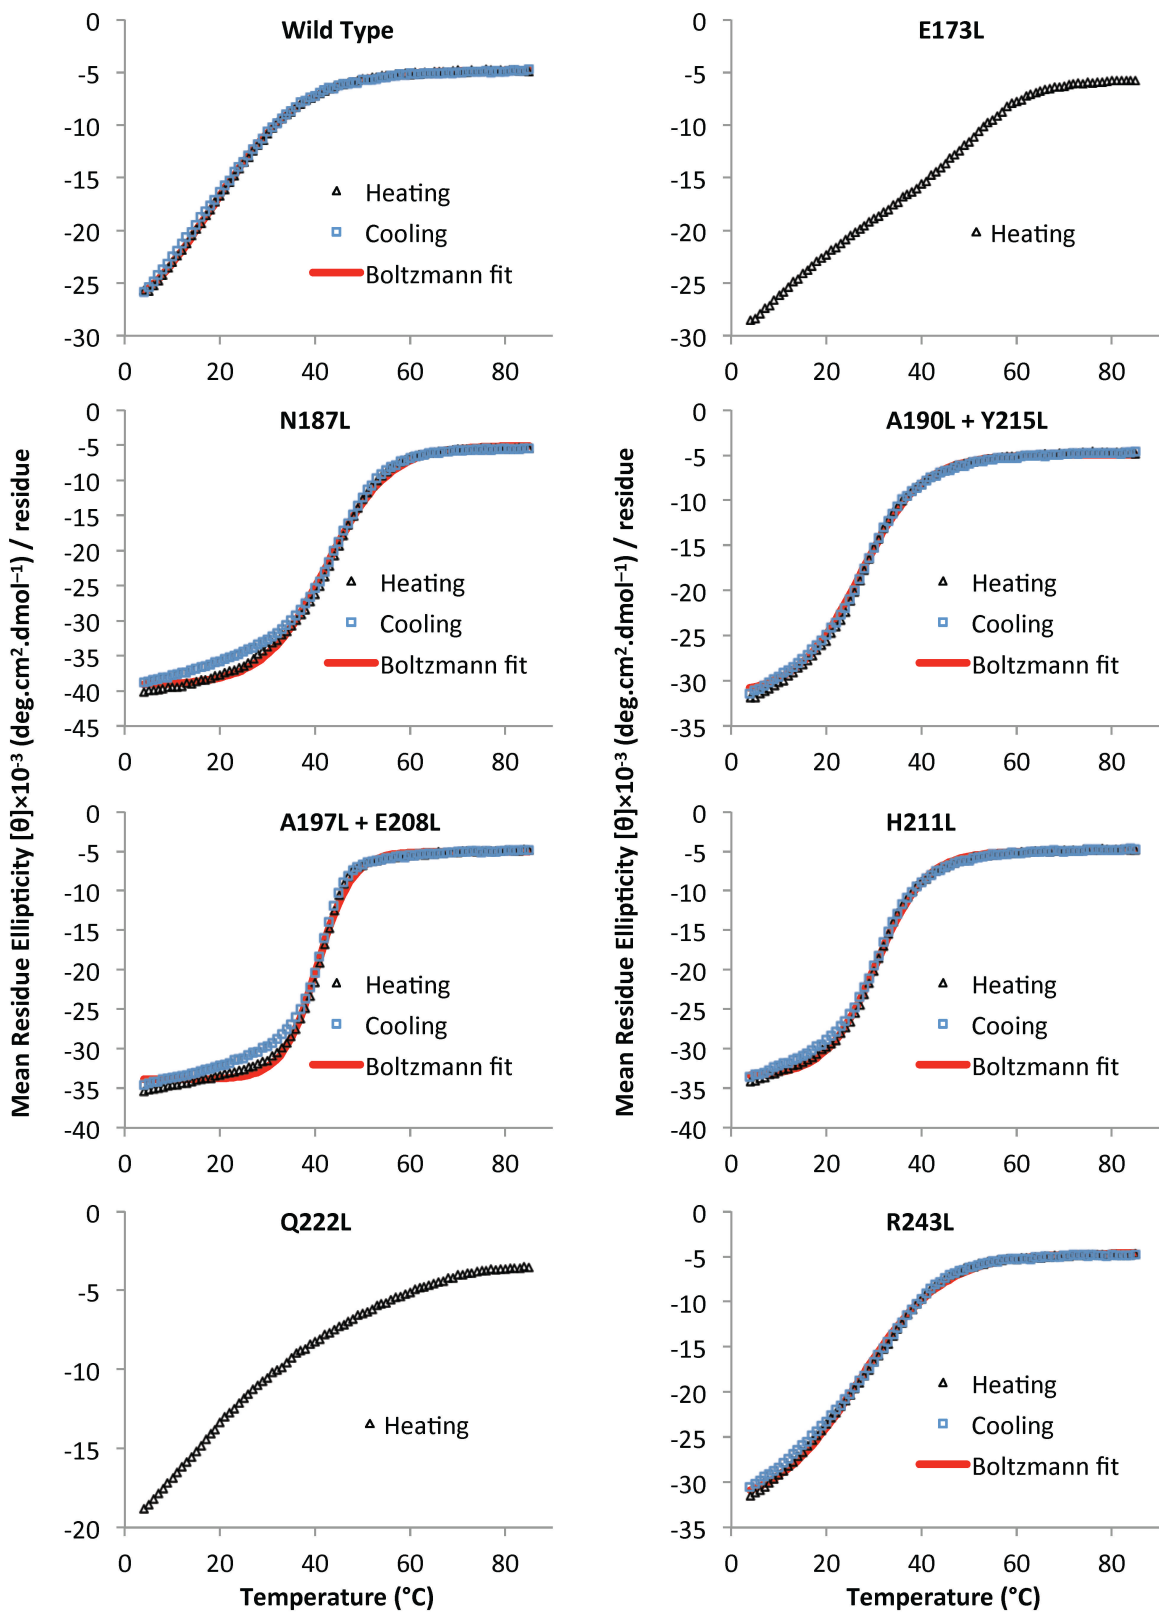 Mean Residue Ellipticity [θ]×10⁻³ (deg.cm².dmol⁻¹) / residue
Mean Residue Ellipticity [θ]×10⁻³ (deg.cm².dmol⁻¹) / residue
Wild Type
0
-5
-10
-15
-20
-25
-30
Heating
Cooling
Boltzmann fit
0 20 40 60 80
E173L
0
-5
-10
-15
-20
-25
-30
Heating
0 20 40 60 80
N187L
0
-5
-10
-15
-20
-25
-30
-35
-40
-45
Heating
Cooling
Boltzmann fit
0 20 40 60 80
A190L + Y215L
0
-5
-10
-15
-20
-25
-30
-35
Heating
Cooling
Boltzmann fit
0 20 40 60 80
A197L + E208L
0
-5
-10
-15
-20
-25
-30
-35
-40
Heating
Cooling
Boltzmann fit
0 20 40 60 80
H211L
0
-5
-10
-15
-20
-25
-30
-35
-40
Heating
Cooing
Boltzmann fit
0 20 40 60 80
Q222L
0
-5
-10
-15
-20
Heating
0 20 40 60 80
Temperature (°C)
R243L
0
-5
-10
-15
-20
-25
-30
-35
Heating
Cooling
Boltzmann fit
0 20 40 60 80
Temperature (°C)